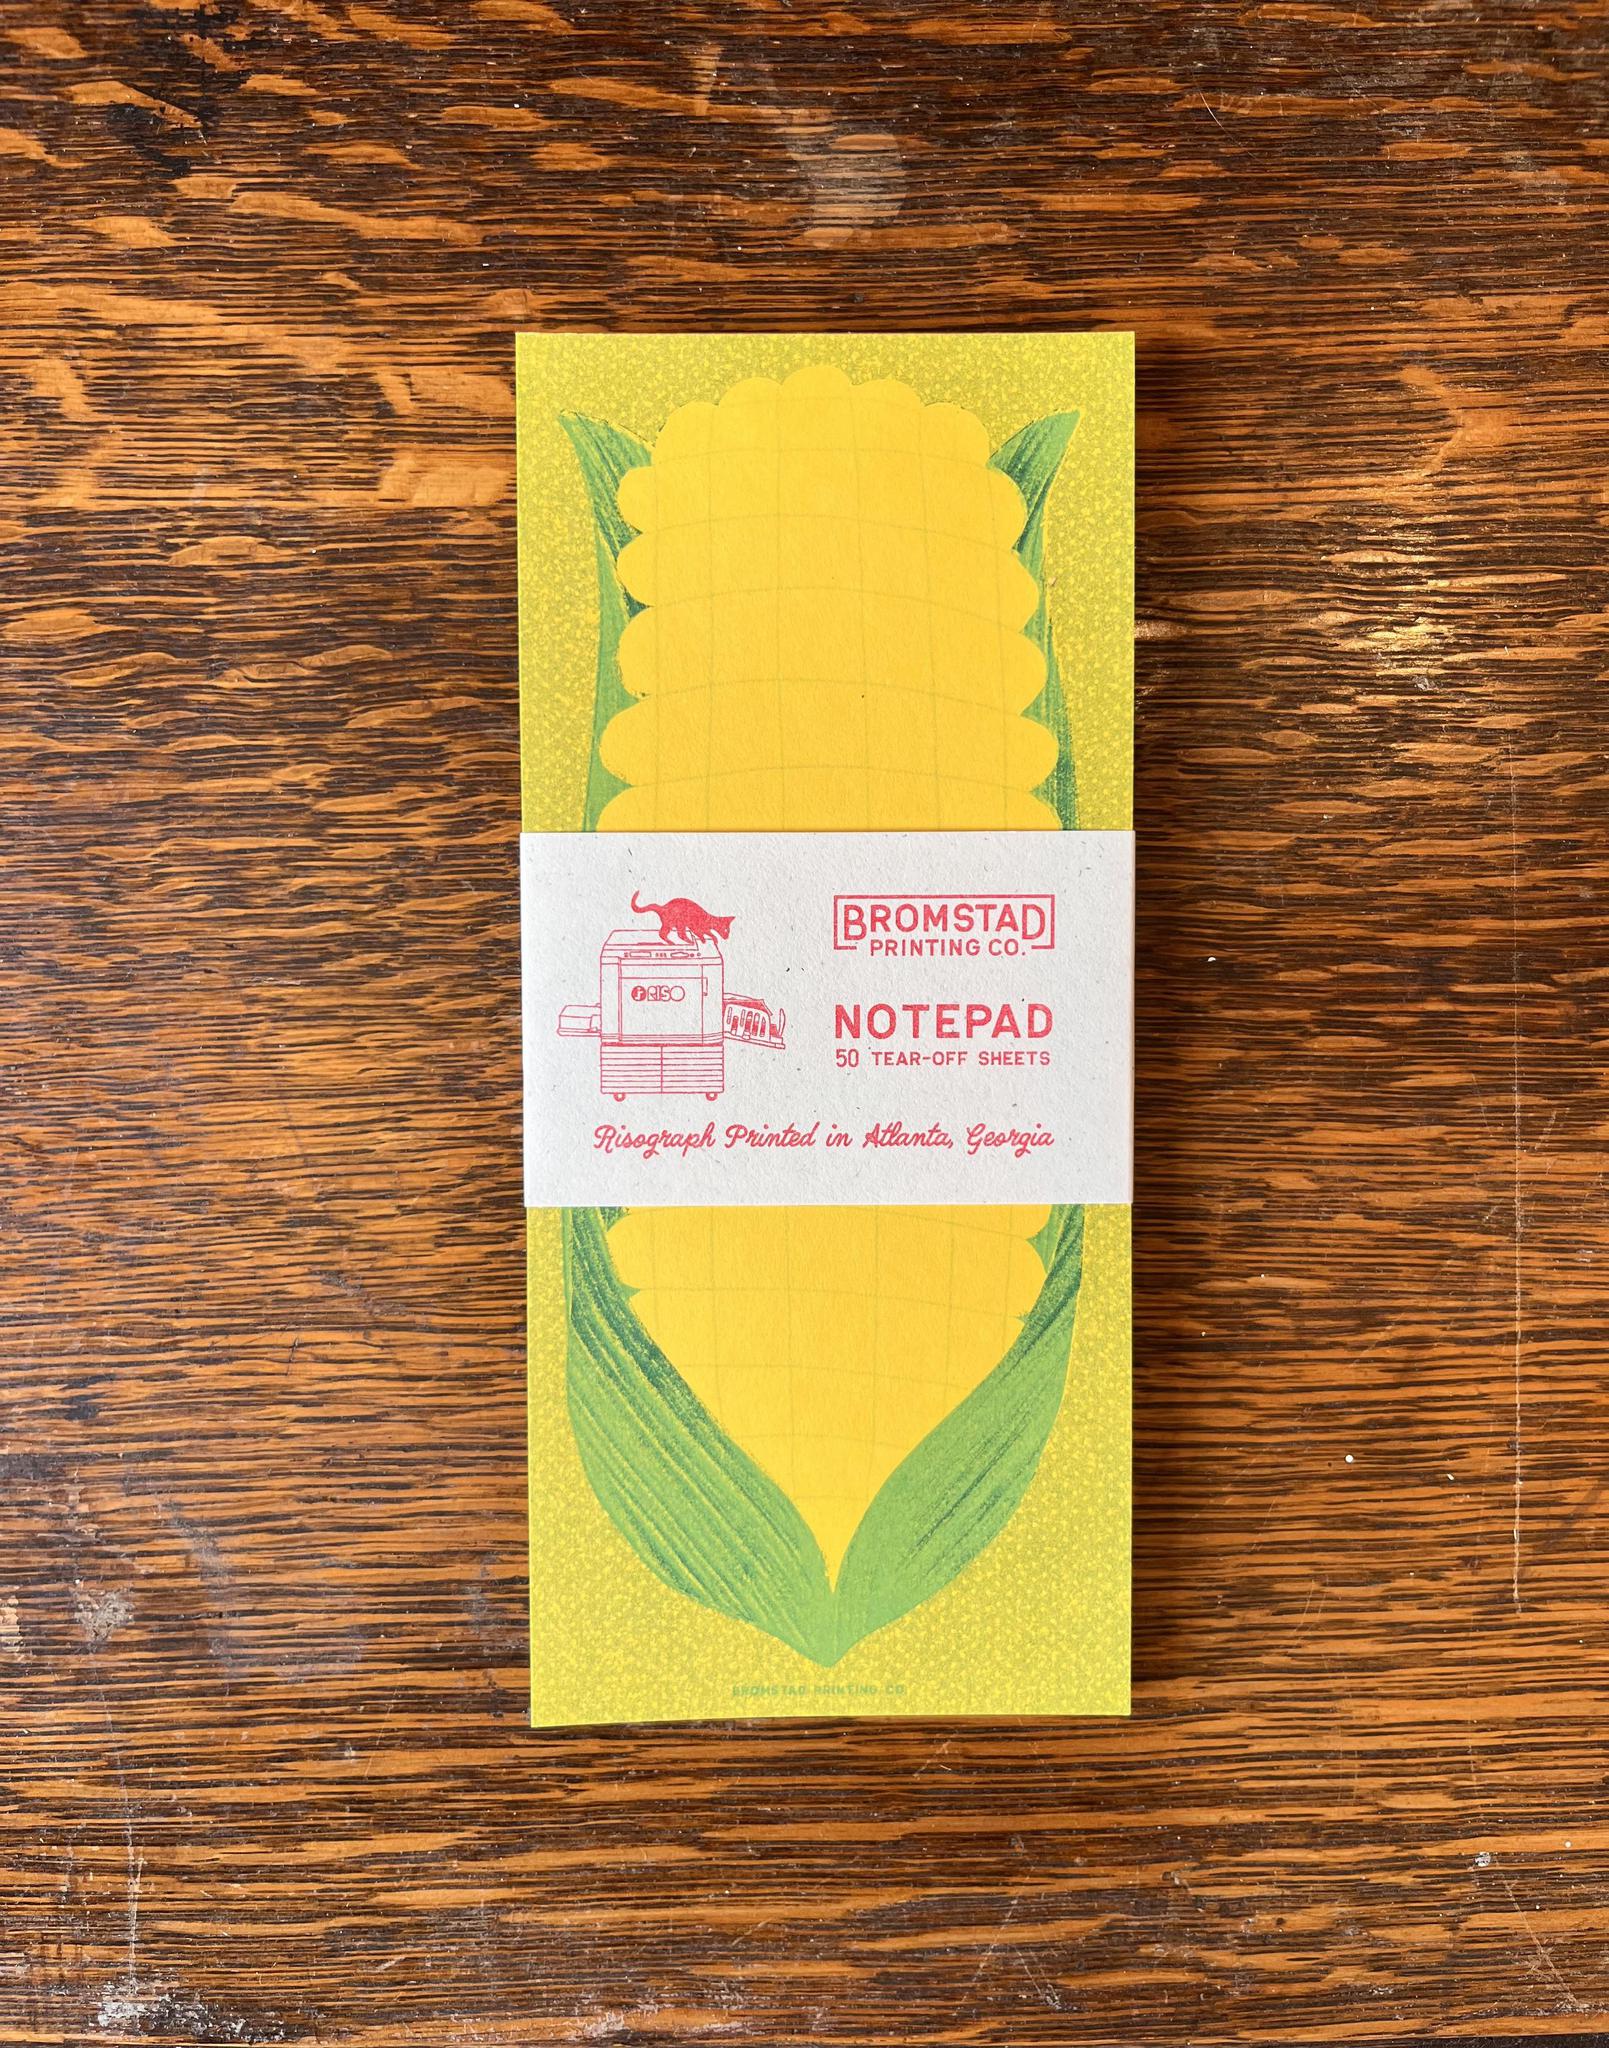 BROMSTAD
PRINTING CO.
RISO
NOTEPAD
50 TEAR-OFF SHEETS
Risograph Printed in Atlanta, Georgia
BROMSTAD PRINTING CO.